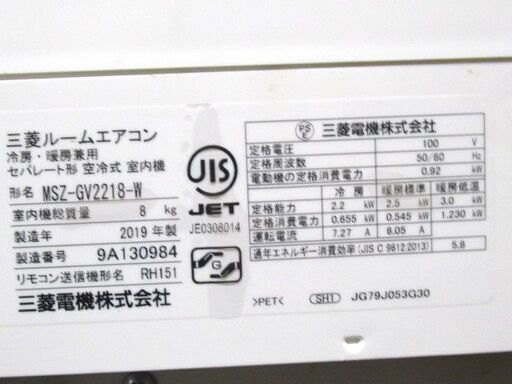 三菱ルームエアコン
冷房・暖房兼用
セパレート形 空冷式 室内機
形名 MSZ-GV2218-W
室内機総質量 8 kg
製造年 2019 年製
製造番号 9A130984
リモコン送信機形名 RH151
三菱電機株式会社
JIS
JET
JE0306014
PS
E 三菱電機株式会社
定格電圧 100 V
定格周波数 50/60 Hz
電動機の定格消費電力 0.92 kW
冷 房 暖房標準 暖房低温
定格能力 2.2 kW 2.5 kW 3.0 kW
定格消費電力 0.655 kW 0.545 kW 1.230 kW
運転電流 7.27 A 6.05 A
通年エネルギー消費効率(JIS C 9612:2013) 5.8
>PET< SH1 JG79J053G30